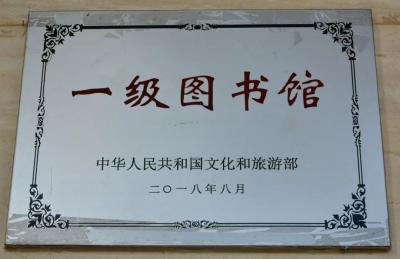 一级图书馆
中华人民共和国文化和旅游部
二〇一八年八月